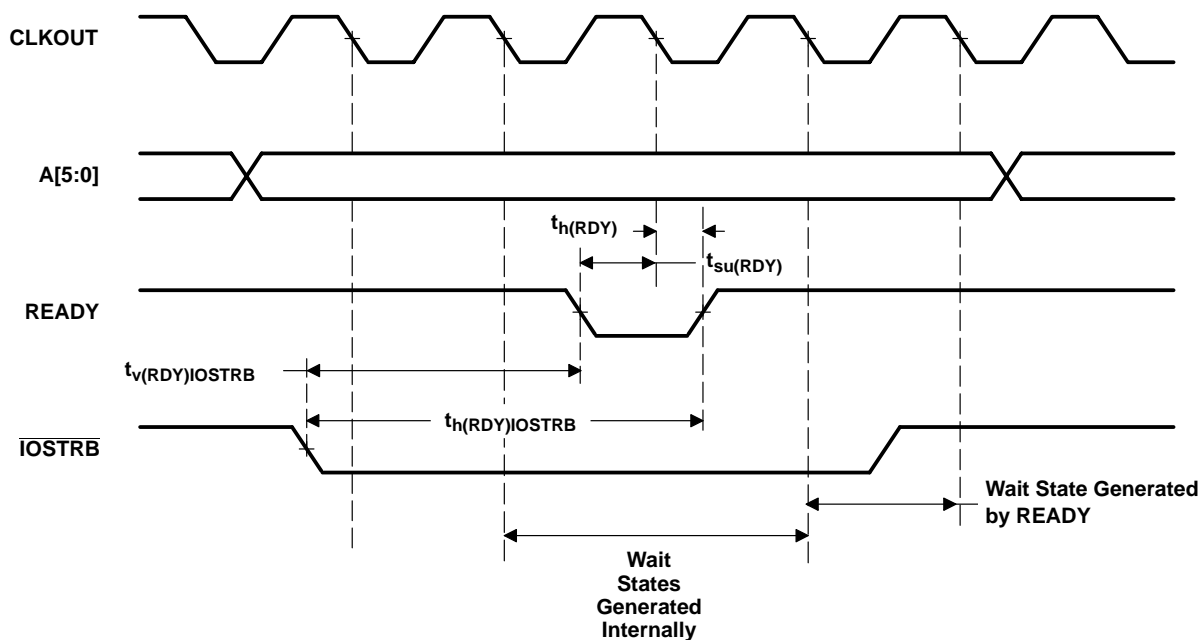 CLKOUT
A[5:0]
th(RDY)
tsu(RDY)
READY
tv(RDY)IOSTRB
th(RDY)IOSTRB
IOSTRB
Wait State Generated
by READY
Wait
States
Generated
Internally